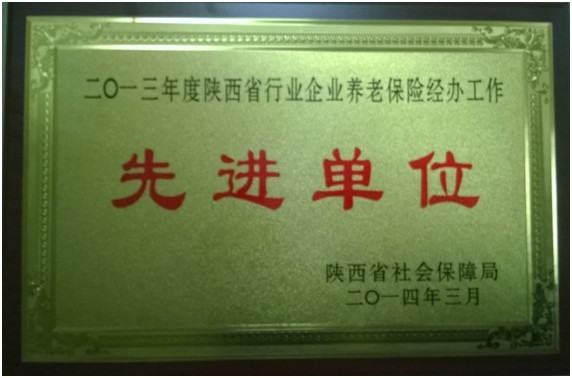 二〇一三年度陕西省行业企业养老保险经办工作
先进单位
陕西省社会保障局
二〇一四年三月